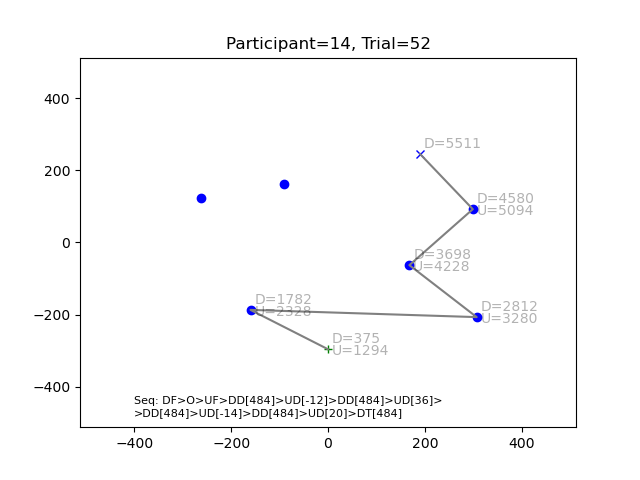 Participant=14, Trial=52
400
200
0
−200
−400
D=5511
D=4580
U=5094
D=3698
U=4228
D=1782
U=2328
D=2812
U=3280
D=375
U=1294
Seq: DF>O>UF>DD[484]>UD[-12]>DD[484]>UD[36]>
>DD[484]>UD[-14]>DD[484]>UD[20]>DT[484]
−400 −200 0 200 400